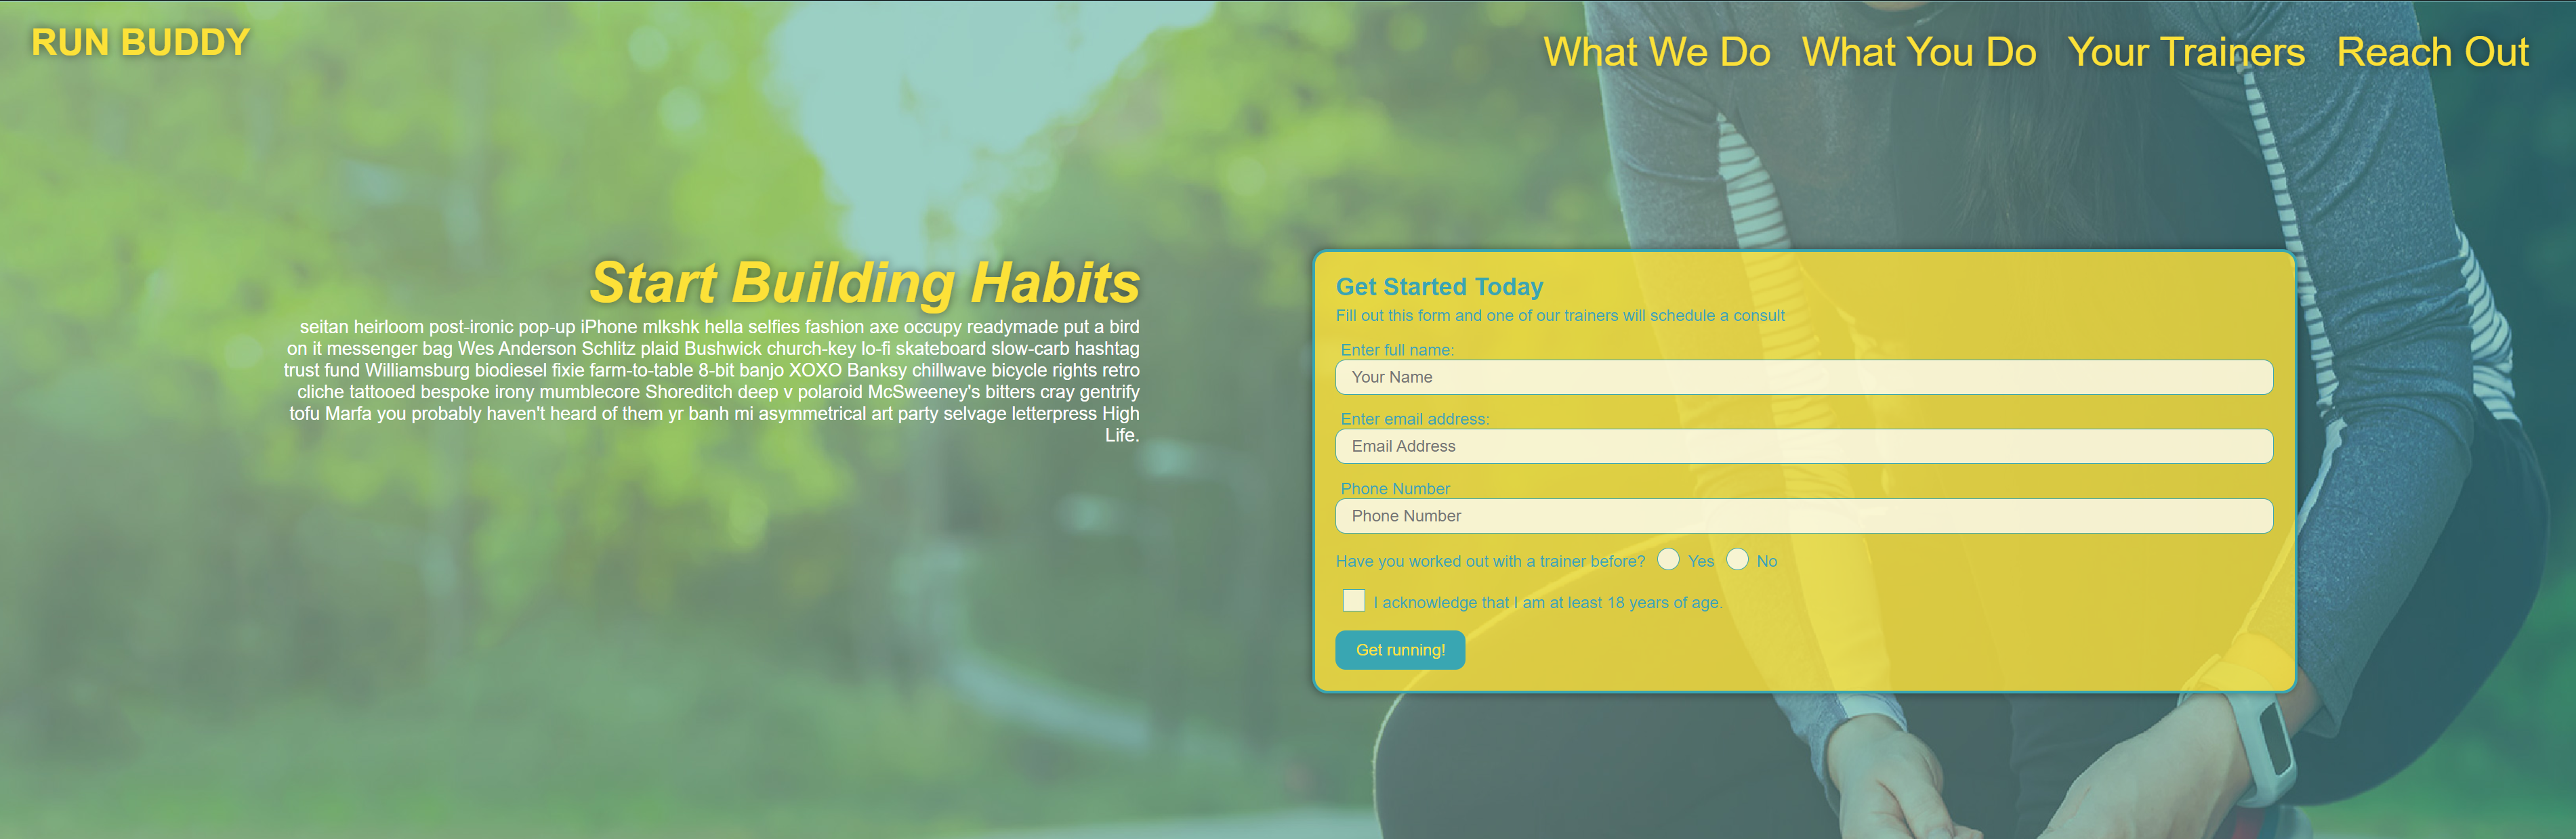 RUN BUDDY
What We Do What You Do Your Trainers Reach Out
Start Building Habits
seitan heirloom post-ironic pop-up iPhone mlkshk hella selfies fashion axe occupy readymade put a bird
on it messenger bag Wes Anderson Schlitz plaid Bushwick church-key lo-fi skateboard slow-carb hashtag
trust fund Williamsburg biodiesel fixie farm-to-table 8-bit banjo XOXO Banksy chillwave bicycle rights retro
cliche tattooed bespoke irony mumblecore Shoreditch deep v polaroid McSweeney's bitters cray gentrify
tofu Marfa you probably haven't heard of them yr banh mi asymmetrical art party selvage letterpress High
Life.
Get Started Today
Fill out this form and one of our trainers will schedule a consult
Enter full name:
Your Name
Enter email address:
Email Address
Phone Number
Phone Number
Have you worked out with a trainer before? Yes No
I acknowledge that I am at least 18 years of age.
Get running!